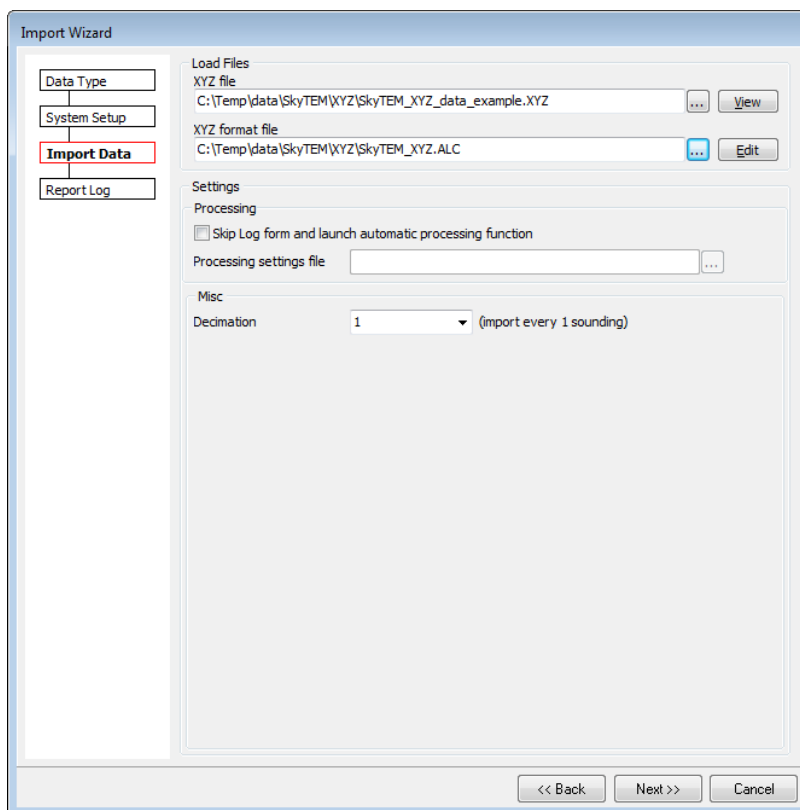 Import Wizard
Data Type
System Setup
Import Data
Report Log
Load Files
XYZ file
C:\Temp\data\SkyTEM\XYZ\SkyTEM_XYZ_data_example.XYZ ... View
XYZ format file
C:\Temp\data\SkyTEM\XYZ\SkyTEM_XYZ.ALC ... Edit
Settings
Processing
Skip Log form and launch automatic processing function
Processing settings file ...
Misc
Decimation 1 (import every 1 sounding)
<< Back Next >> Cancel